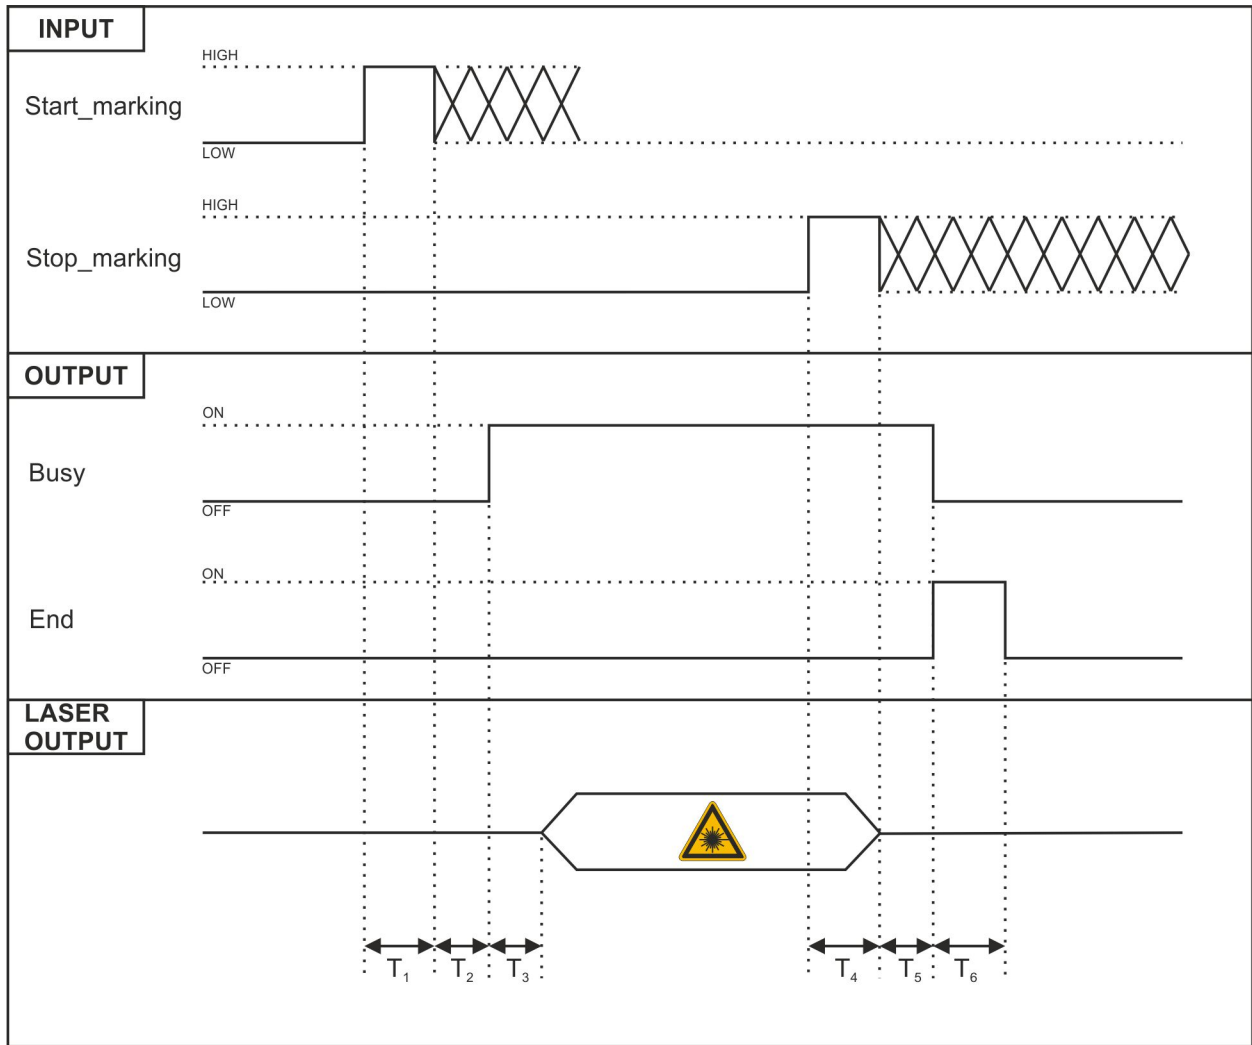 INPUT
HIGH
Start_marking
LOW
HIGH
Stop_marking
LOW
OUTPUT
ON
Busy
OFF
ON
End
OFF
LASER
OUTPUT
T₁ T₂ T₃ T₄ T₅ T₆